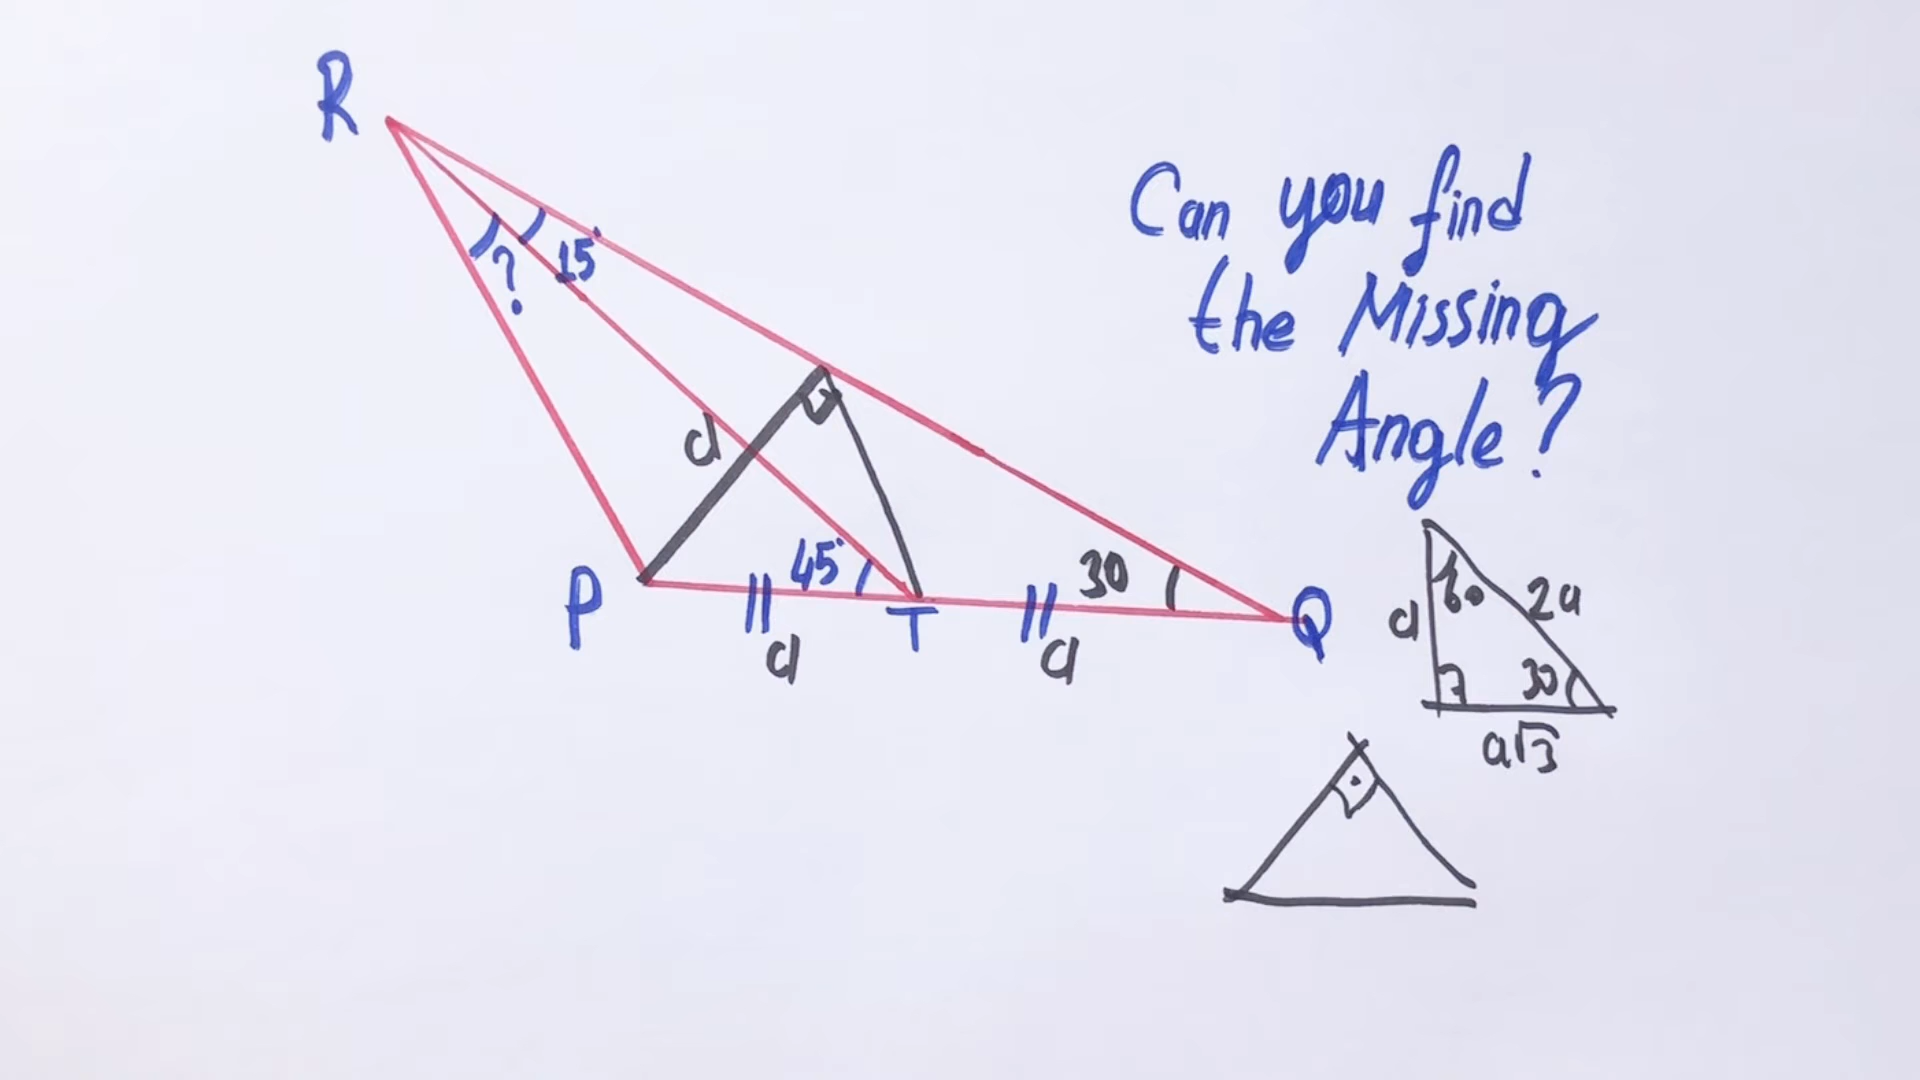 R
Can you find
the Missing
Angle?
?
15°
a
45°
30
P
T
Q
a
a
60
2a
a
30
a√3